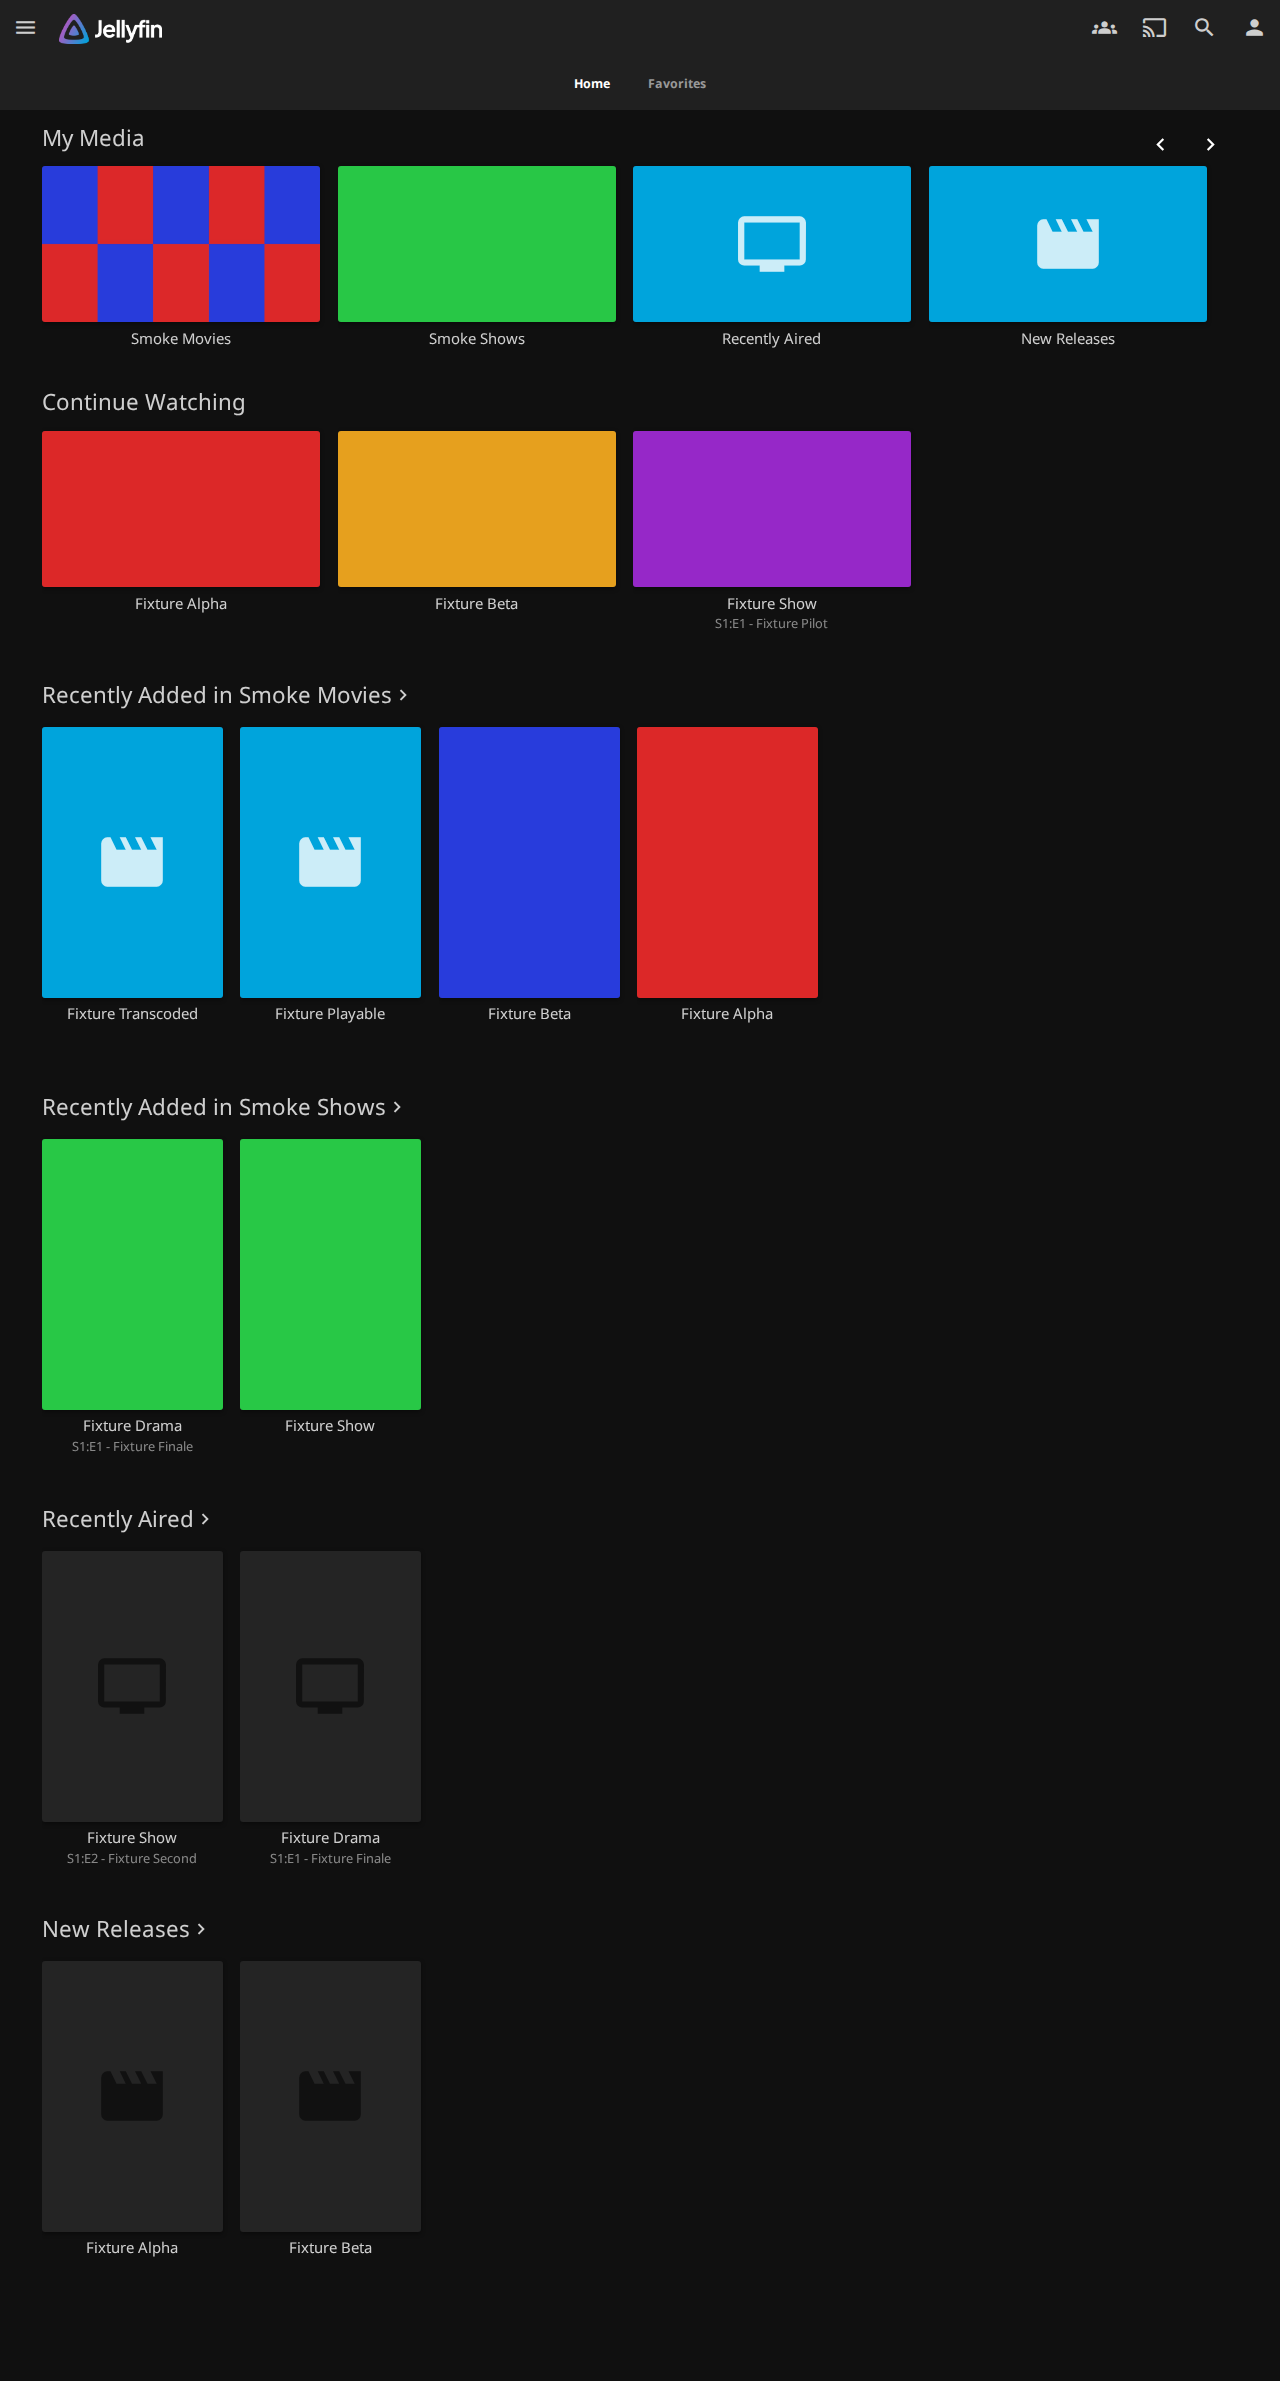 Jellyfin
Home Favorites
My Media
Smoke Movies Smoke Shows Recently Aired New Releases
Continue Watching
Fixture Alpha Fixture Beta Fixture Show
S1:E1 - Fixture Pilot
Recently Added in Smoke Movies
Fixture Transcoded Fixture Playable Fixture Beta Fixture Alpha
Recently Added in Smoke Shows
Fixture Drama Fixture Show
S1:E1 - Fixture Finale
Recently Aired
Fixture Show Fixture Drama
S1:E2 - Fixture Second S1:E1 - Fixture Finale
New Releases
Fixture Alpha Fixture Beta